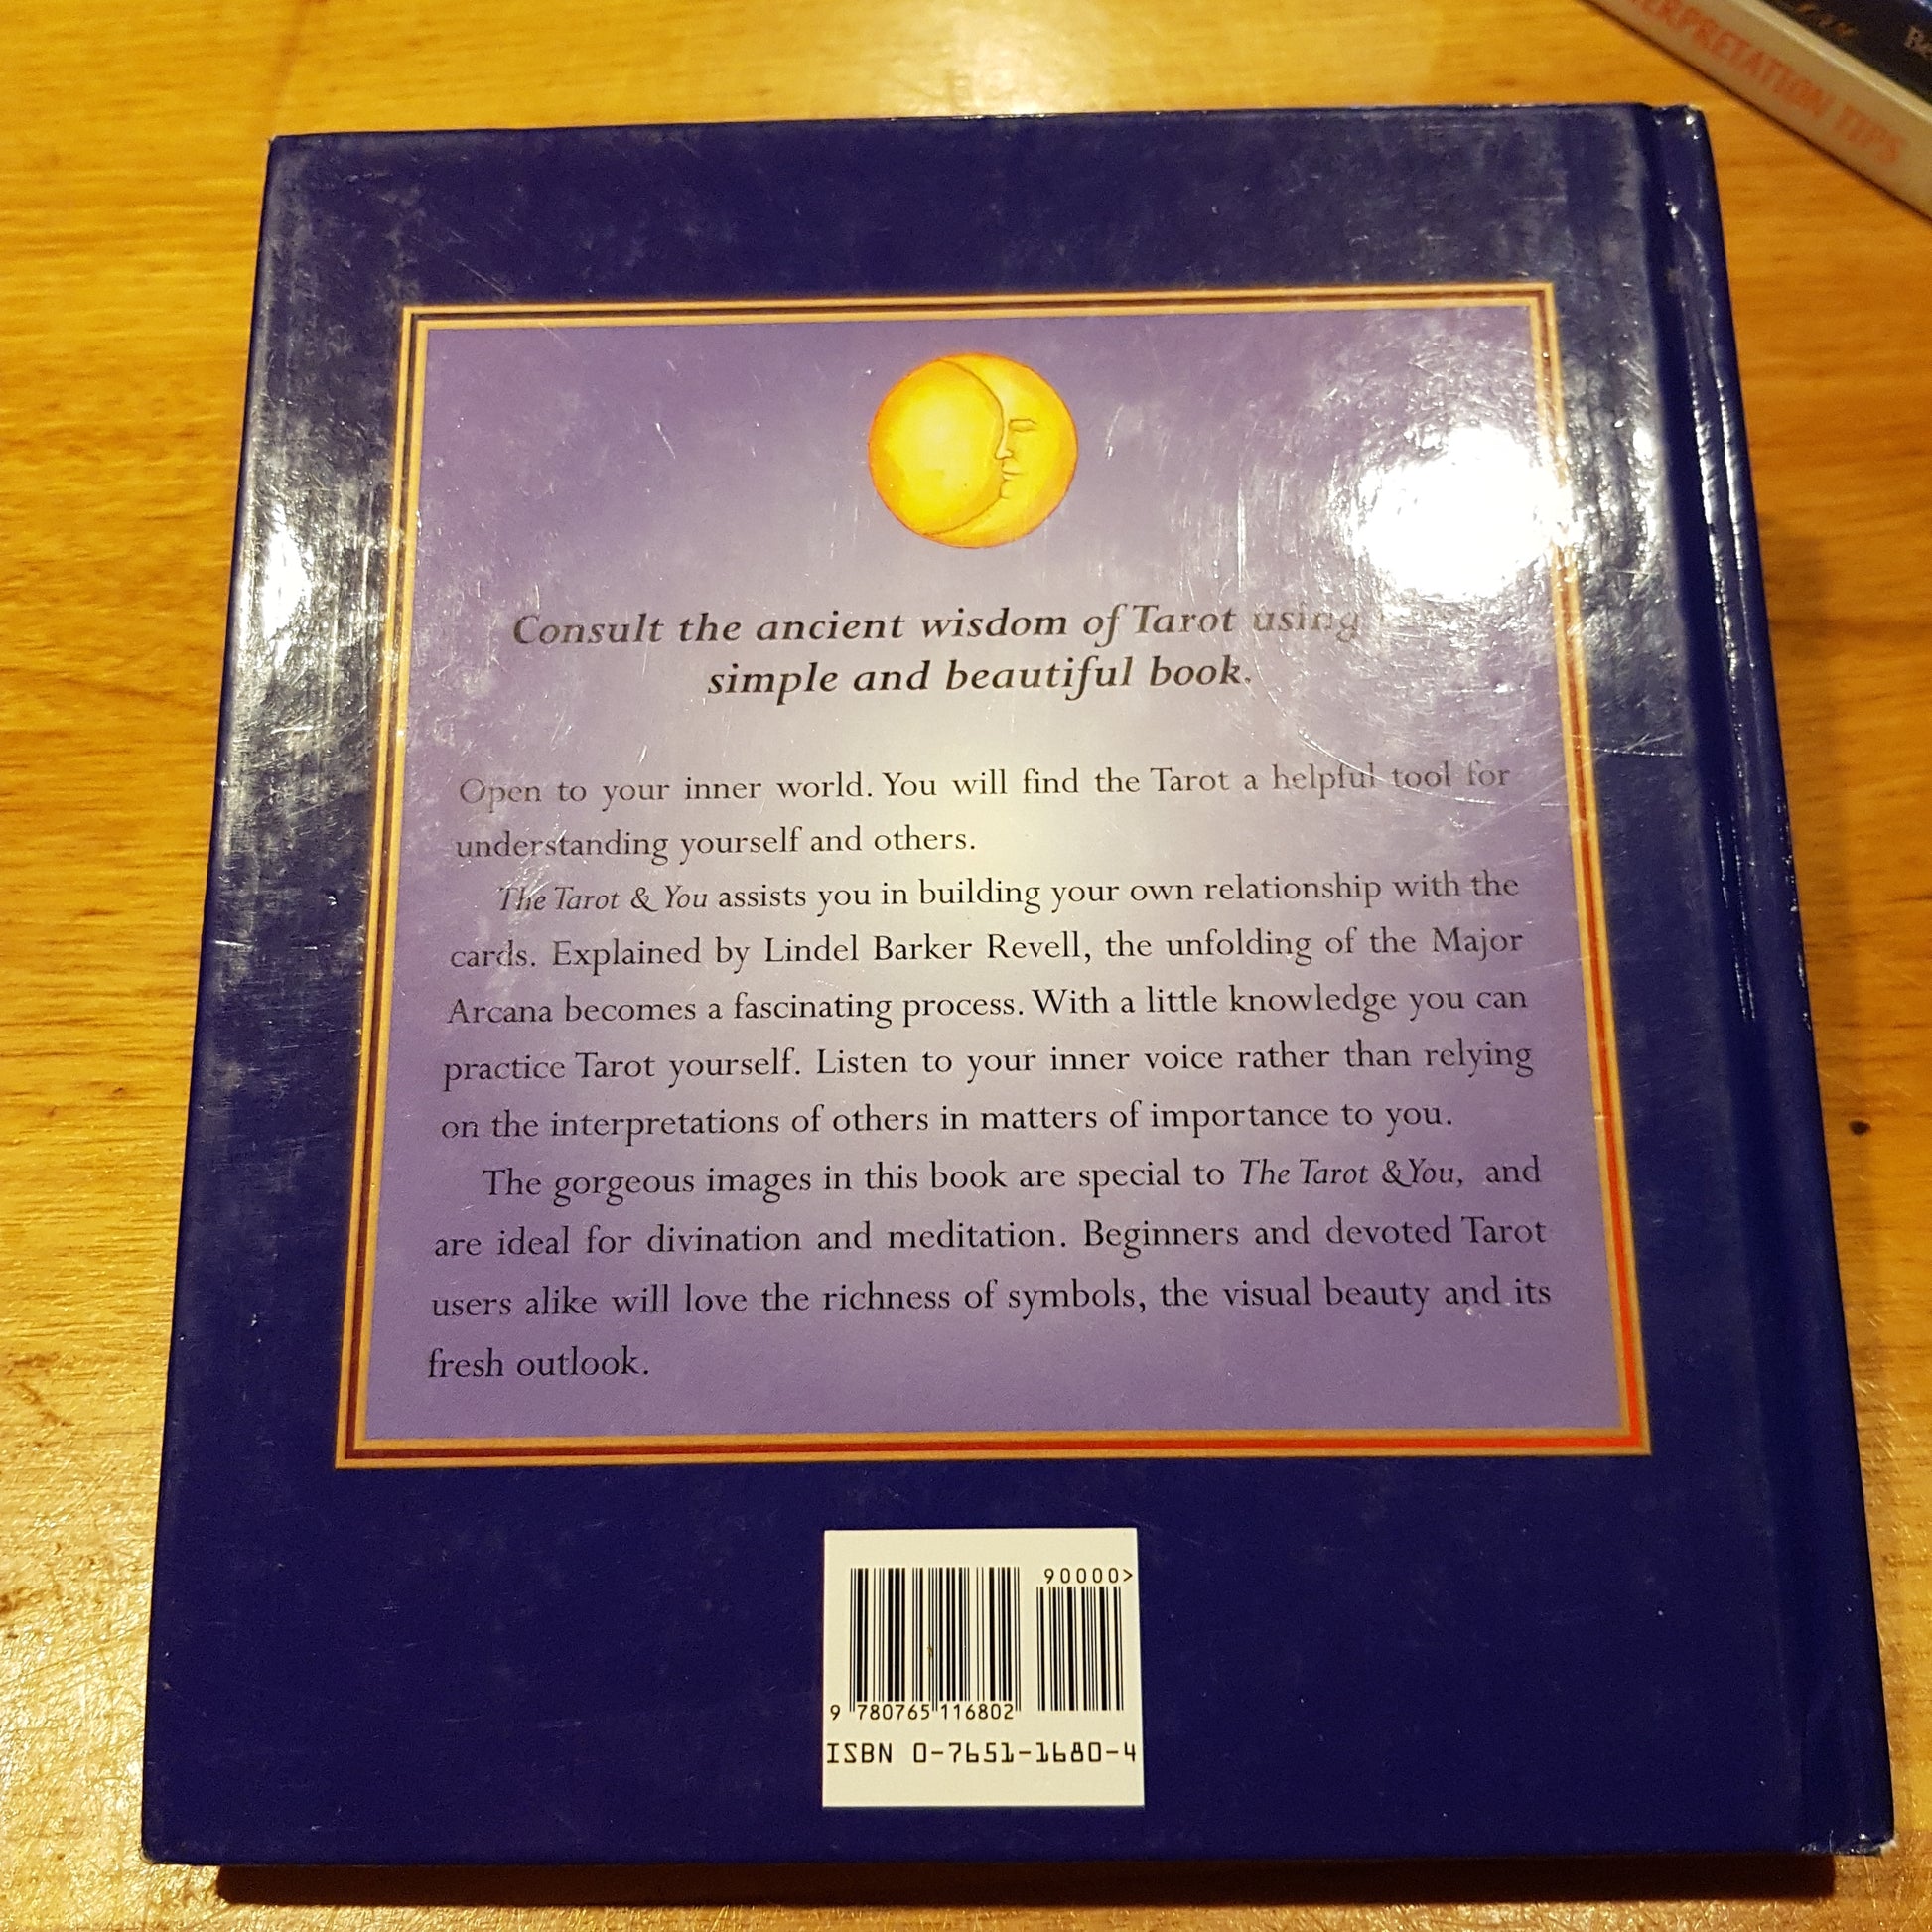 ERPRETATION TIPS
Consult the ancient wisdom of Tarot using
simple and beautiful book.
Open to your inner world. You will find the Tarot a helpful tool for
understanding yourself and others.
The Tarot & You assists you in building your own relationship with the
cards. Explained by Lindel Barker Revell, the unfolding of the Major
Arcana becomes a fascinating process. With a little knowledge you can
practice Tarot yourself. Listen to your inner voice rather than relying
on the interpretations of others in matters of importance to you.
The gorgeous images in this book are special to The Tarot & You, and
are ideal for divination and meditation. Beginners and devoted Tarot
users alike will love the richness of symbols, the visual beauty and its
fresh outlook.
90000>
9 780765 116802
ISBN 0-7651-1680-4